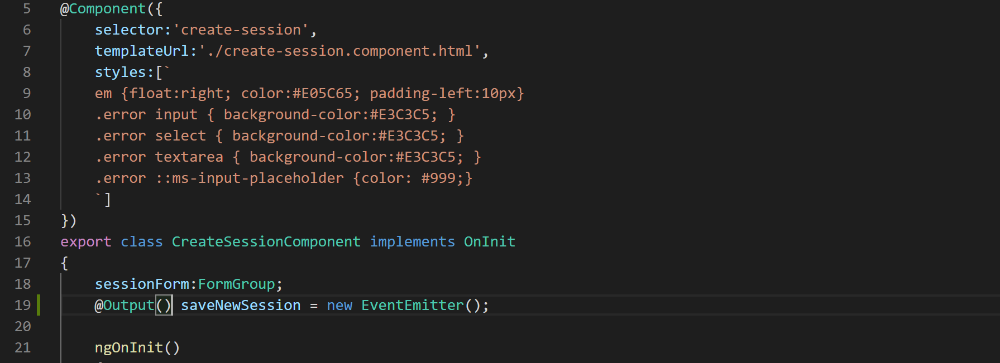 5 @Component({
6     selector:'create-session',
7     templateUrl:'./create-session.component.html',
8     styles:[`
9     em {float:right; color:#E05C65; padding-left:10px}
10     .error input { background-color:#E3C3C5; }
11     .error select { background-color:#E3C3C5; }
12     .error textarea { background-color:#E3C3C5; }
13     .error ::ms-input-placeholder {color: #999;}
14     `]
15 })
16 export class CreateSessionComponent implements OnInit
17 {
18     sessionForm:FormGroup;
19     @Output() saveNewSession = new EventEmitter();
20
21     ngOnInit()